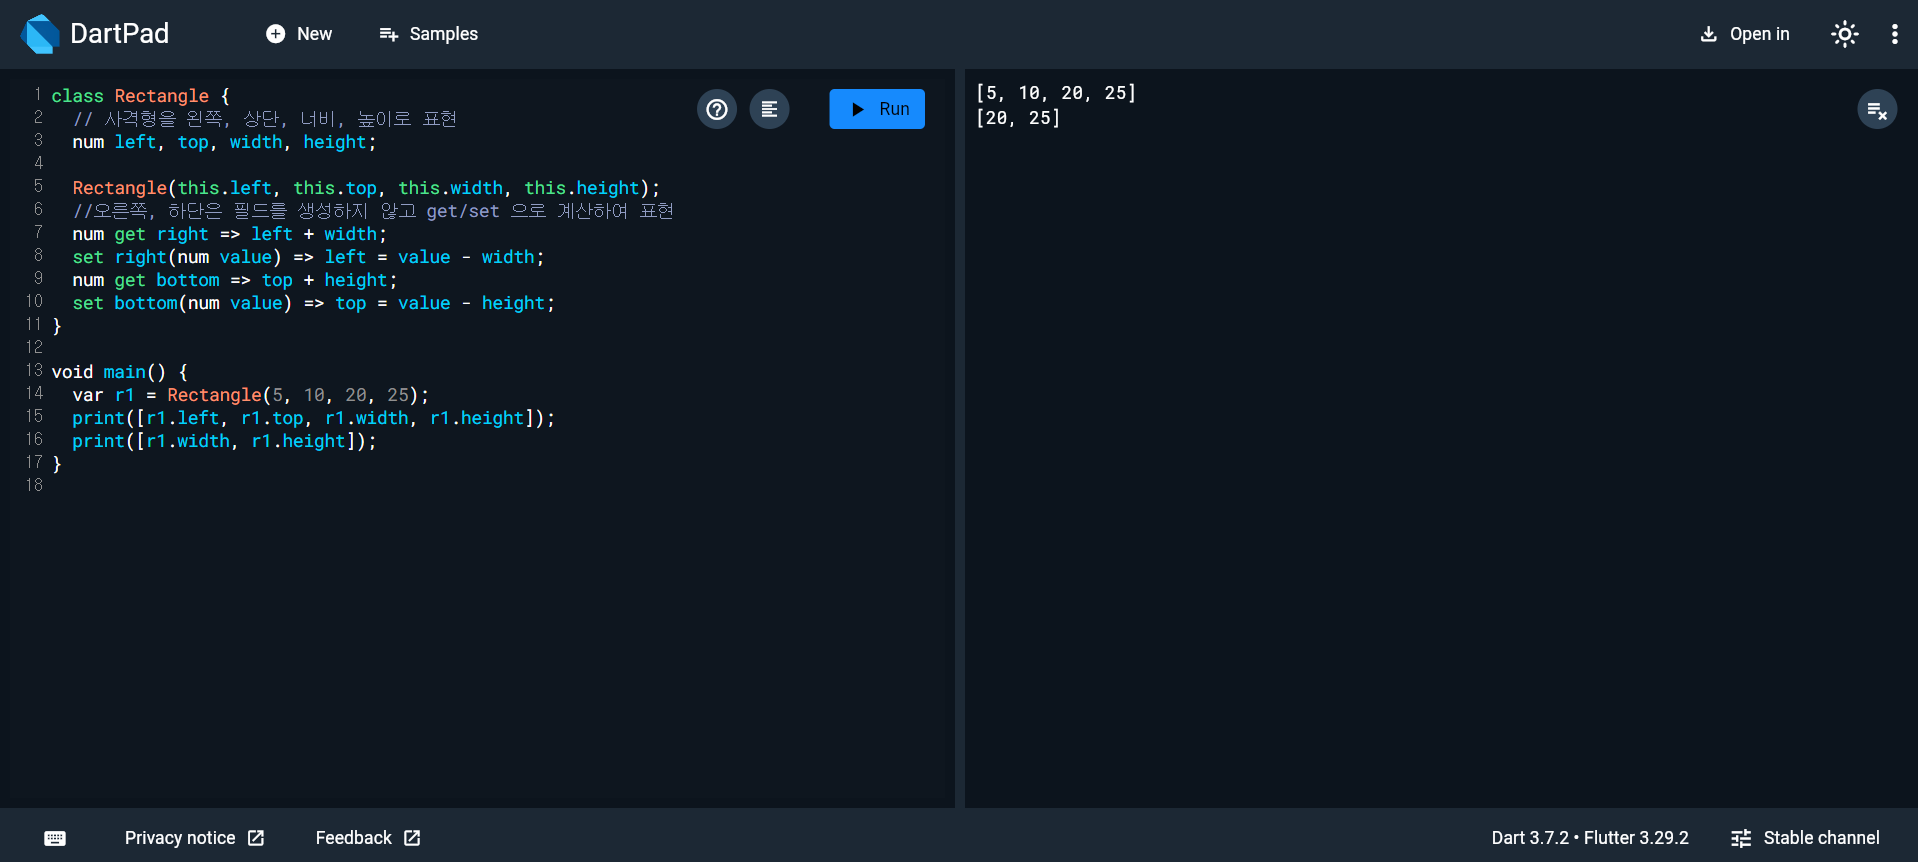 DartPad
New
Samples
Open in
1 class Rectangle {
2 // 사격형을 왼쪽, 상단, 너비, 높이로 표현
3 num left, top, width, height;
4
5 Rectangle(this.left, this.top, this.width, this.height);
6 //오른쪽, 하단은 필드를 생성하지 않고 get/set 으로 계산하여 표현
7 num get right => left + width;
8 set right(num value) => left = value - width;
9 num get bottom => top + height;
10 set bottom(num value) => top = value - height;
11 }
12
13 void main() {
14 var r1 = Rectangle(5, 10, 20, 25);
15 print([r1.left, r1.top, r1.width, r1.height]);
16 print([r1.width, r1.height]);
17 }
18
Run
[5, 10, 20, 25]
[20, 25]
Privacy notice
Feedback
Dart 3.7.2 • Flutter 3.29.2
Stable channel